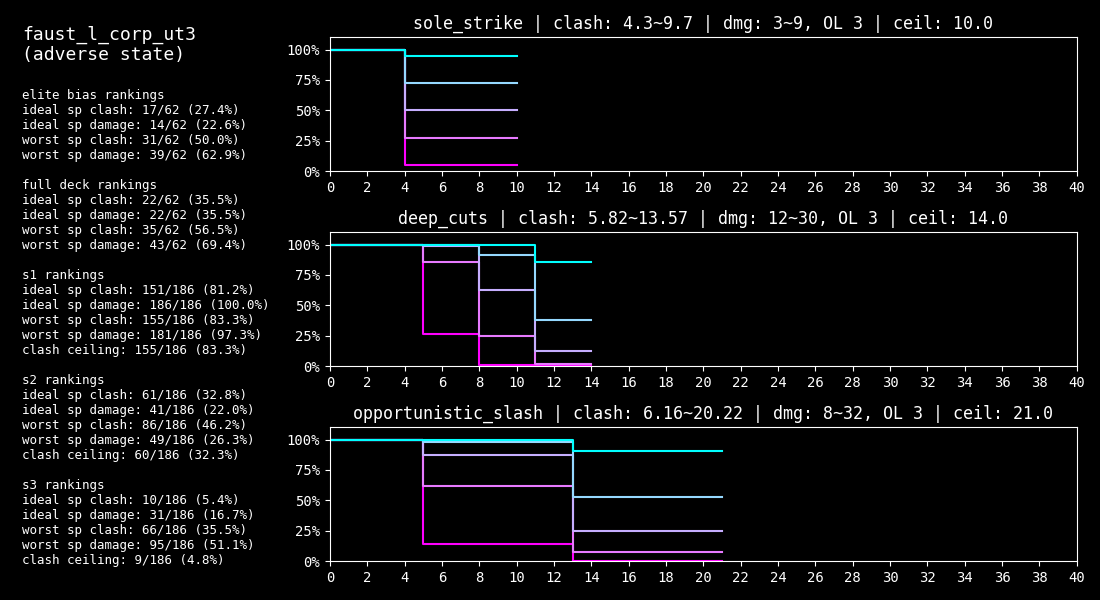 faust_l_corp_ut3
(adverse state)
elite bias rankings
ideal sp clash: 17/62 (27.4%)
ideal sp damage: 14/62 (22.6%)
worst sp clash: 31/62 (50.0%)
worst sp damage: 39/62 (62.9%)
full deck rankings
ideal sp clash: 22/62 (35.5%)
ideal sp damage: 22/62 (35.5%)
worst sp clash: 35/62 (56.5%)
worst sp damage: 43/62 (69.4%)
s1 rankings
ideal sp clash: 151/186 (81.2%)
ideal sp damage: 186/186 (100.0%)
worst sp clash: 155/186 (83.3%)
worst sp damage: 181/186 (97.3%)
clash ceiling: 155/186 (83.3%)
s2 rankings
ideal sp clash: 61/186 (32.8%)
ideal sp damage: 41/186 (22.0%)
worst sp clash: 86/186 (46.2%)
worst sp damage: 49/186 (26.3%)
clash ceiling: 60/186 (32.3%)
s3 rankings
ideal sp clash: 10/186 (5.4%)
ideal sp damage: 31/186 (16.7%)
worst sp clash: 66/186 (35.5%)
worst sp damage: 95/186 (51.1%)
clash ceiling: 9/186 (4.8%)
sole_strike | clash: 4.3~9.7 | dmg: 3~9, OL 3 | ceil: 10.0
100%
75%
50%
25%
0%
0 2 4 6 8 10 12 14 16 18 20 22 24 26 28 30 32 34 36 38 40
deep_cuts | clash: 5.82~13.57 | dmg: 12~30, OL 3 | ceil: 14.0
100%
75%
50%
25%
0%
0 2 4 6 8 10 12 14 16 18 20 22 24 26 28 30 32 34 36 38 40
opportunistic_slash | clash: 6.16~20.22 | dmg: 8~32, OL 3 | ceil: 21.0
100%
75%
50%
25%
0%
0 2 4 6 8 10 12 14 16 18 20 22 24 26 28 30 32 34 36 38 40